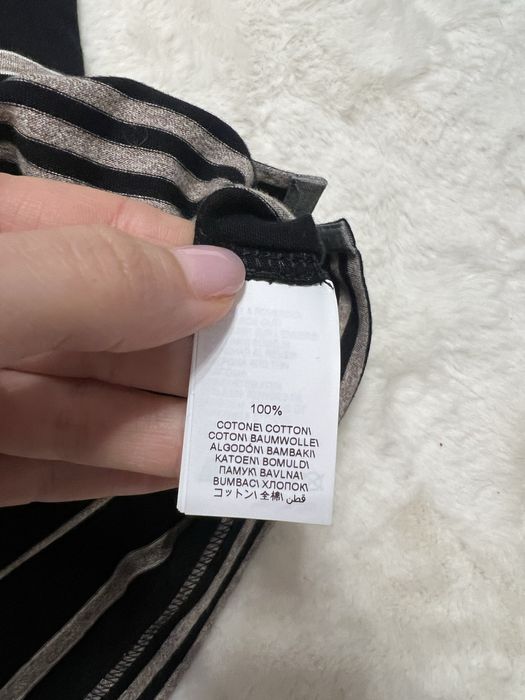 100%
COTONE\ COTTON\
COTON\ BAUMWOLLE\
ALGODÓN\ BAMBAKI\
KATOEN\ BOMULD\
ПАМУК\ BAVLNA\
BUMBAC\ ХЛОПОК\
コットン\ 全棉\ قطن